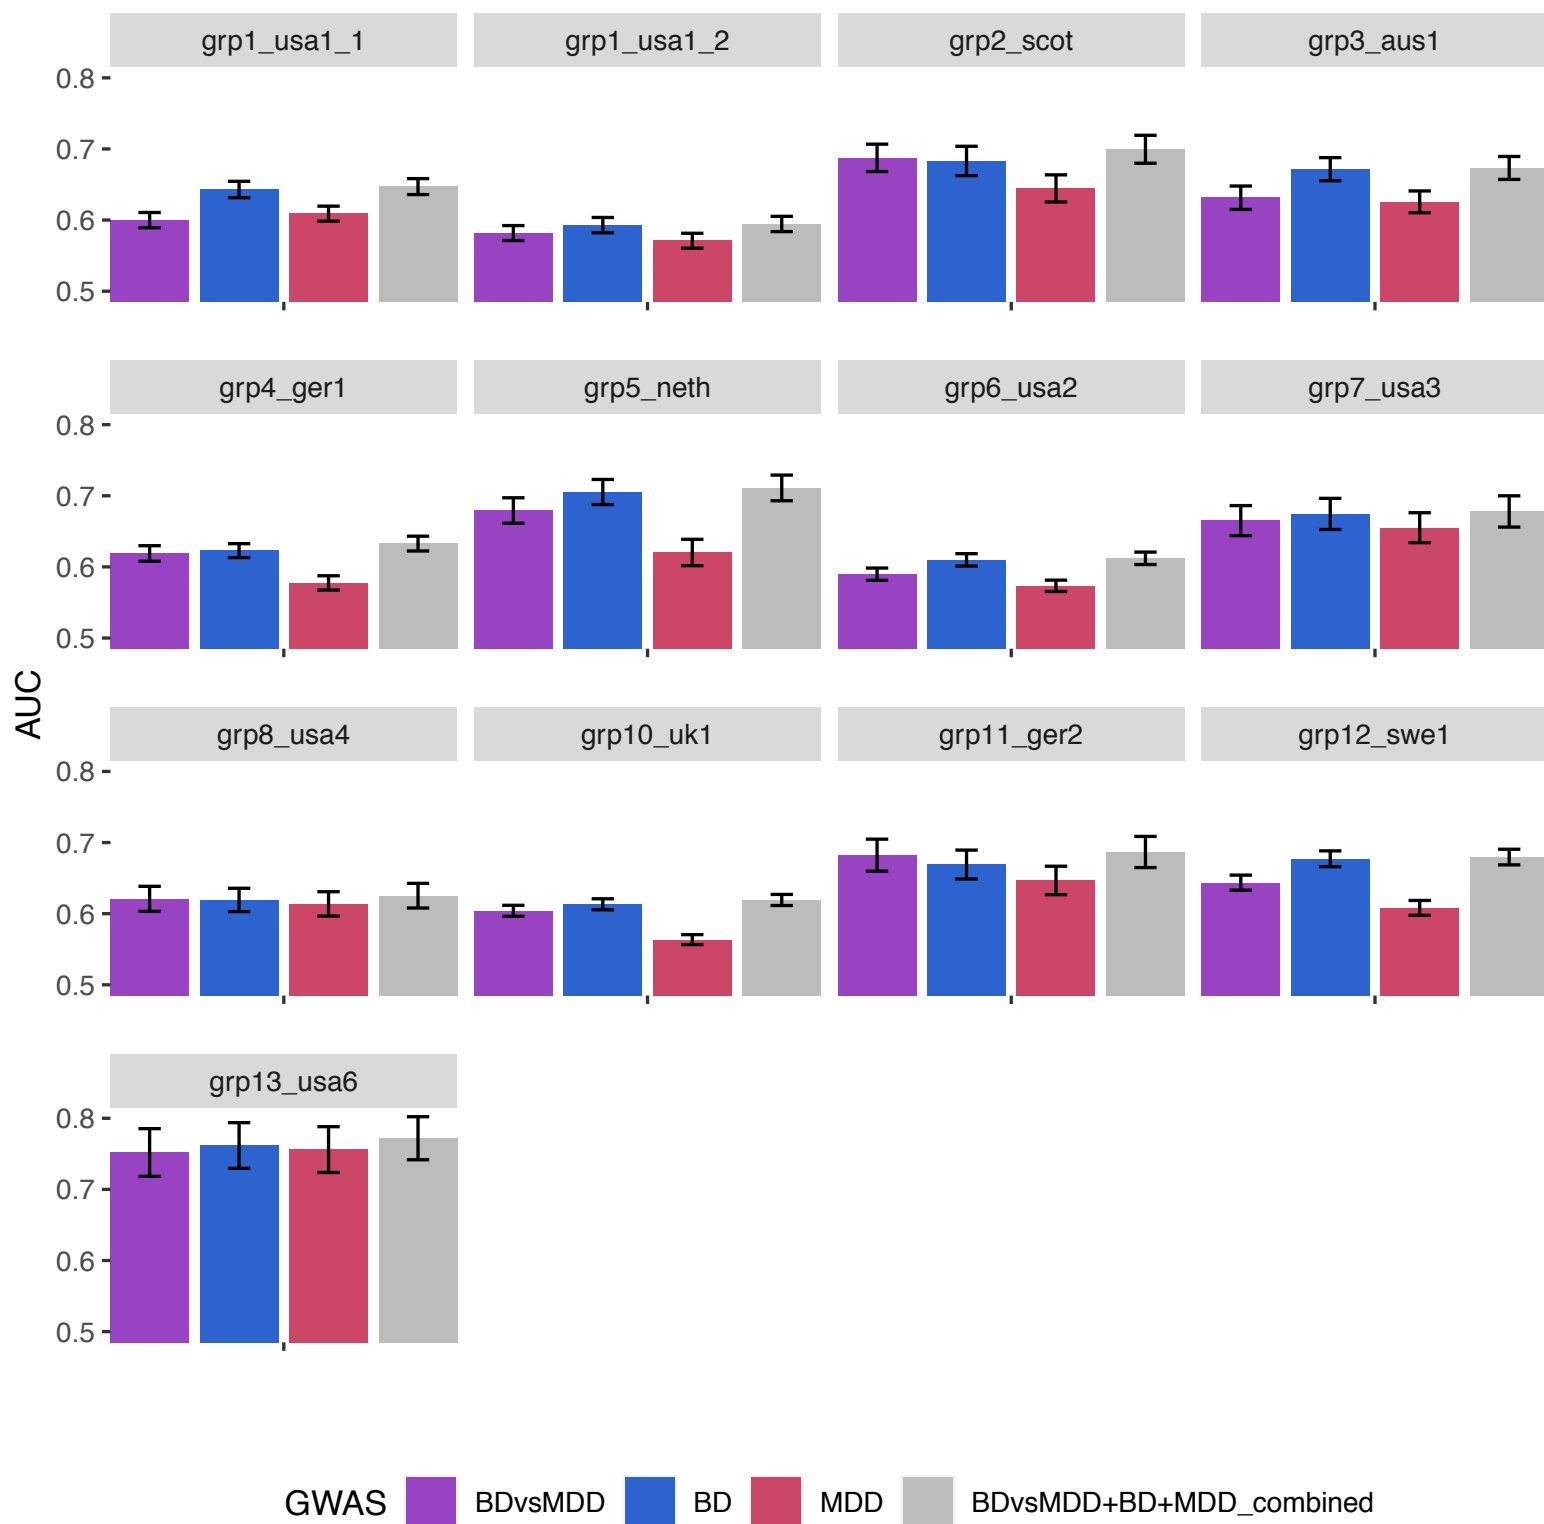 grp1_usa1_1 grp1_usa1_2 grp2_scot grp3_aus1
0.8
0.7
0.6
0.5
grp4_ger1 grp5_neth grp6_usa2 grp7_usa3
0.8
0.7
0.6
0.5
AUC
grp8_usa4 grp10_uk1 grp11_ger2 grp12_swe1
0.8
0.7
0.6
0.5
grp13_usa6
0.8
0.7
0.6
0.5
GWAS BDvsMDD BD MDD BDvsMDD+BD+MDD_combined